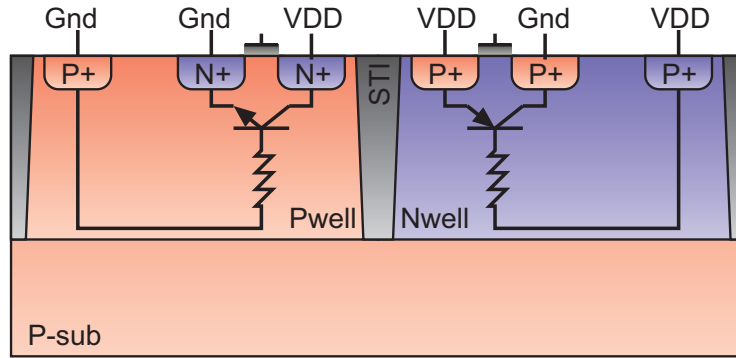 Gnd Gnd VDD VDD Gnd VDD
P+ N+ N+ STI P+ P+ P+
Pwell Nwell
P-sub